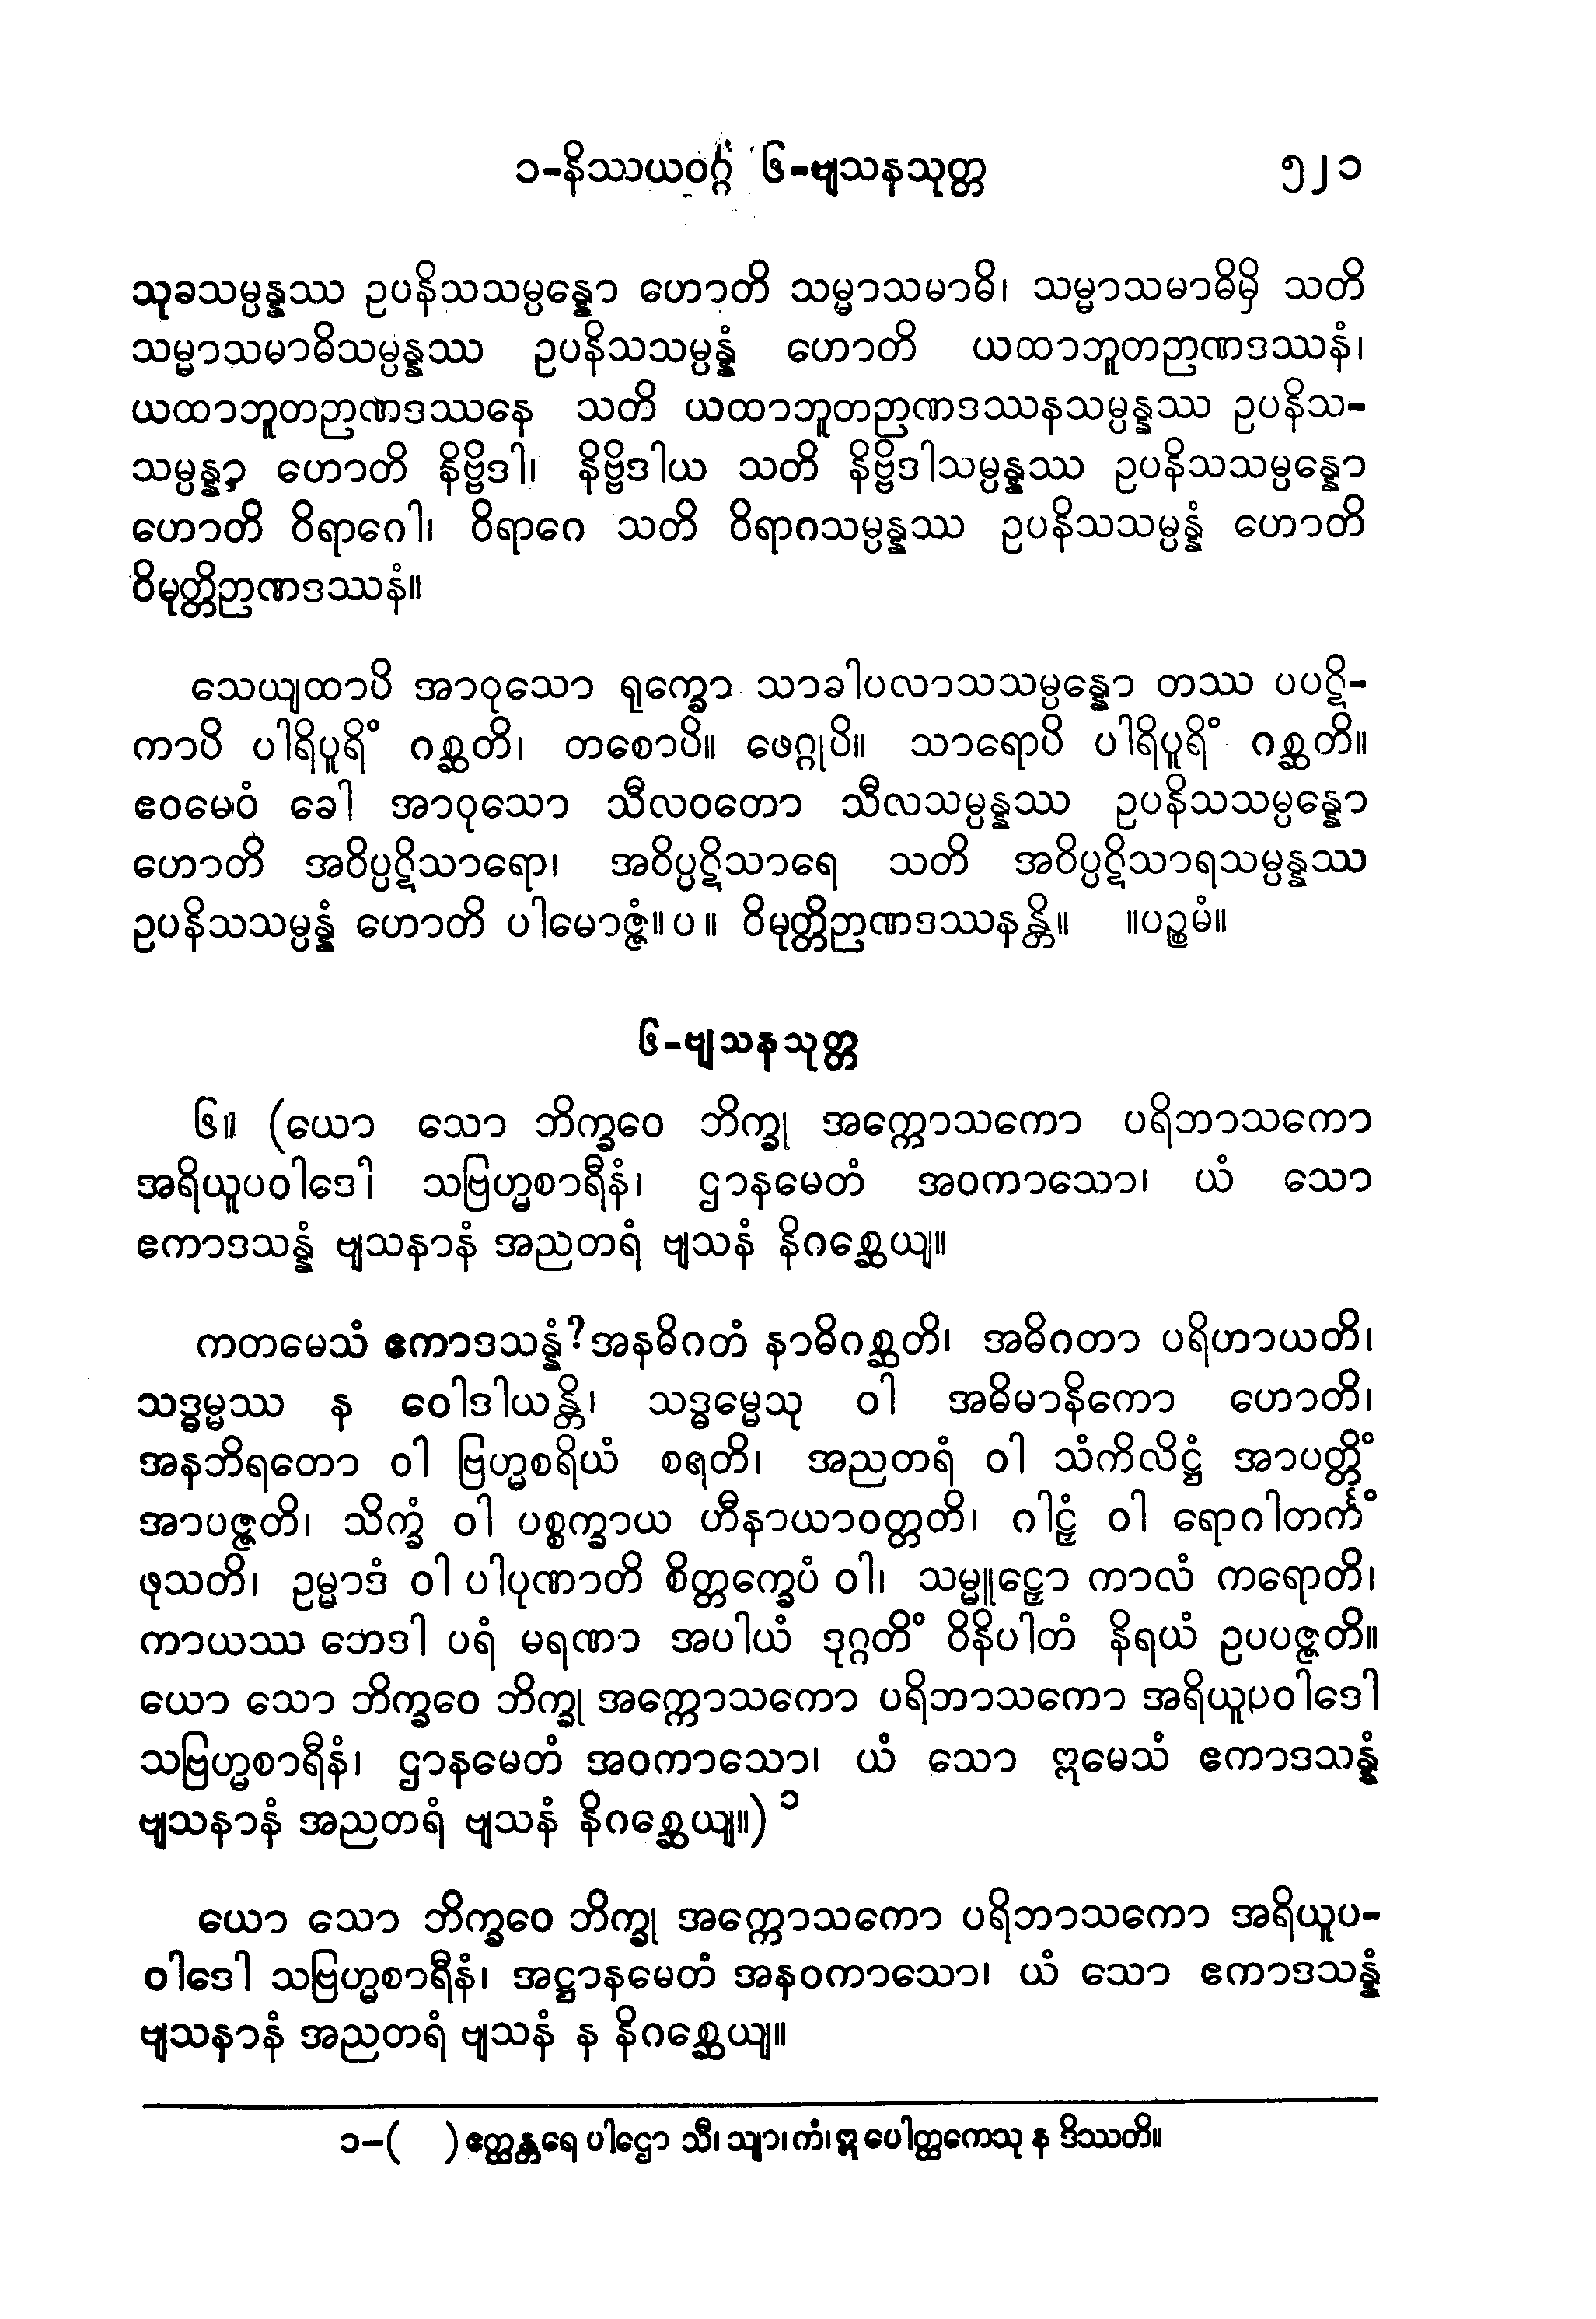 ၁-နိဿယဝဂ္ဂ ၆-ဗျသနသုတ္တ ၅၂၁
သုခသမ္ပန္နဿ ဥပနိသသမ္ပန္နော ဟောတိ သမ္မာသမာဓိ၊ သမ္မာသမာဓိမှိ သတိ
သမ္မာသမာဓိသမ္ပန္နဿ ဥပနိသသမ္ပန္နံ ဟောတိ ယထာဘူတဉာဏဒဿနံ၊
ယထာဘူတဉာဏဒဿနေ သတိ ယထာဘူတဉာဏဒဿနသမ္ပန္နဿ ဥပနိသ-
သမ္ပန္နာ ဟောတိ နိဗ္ဗိဒါ၊ နိဗ္ဗိဒါယ သတိ နိဗ္ဗိဒါသမ္ပန္နဿ ဥပနိသသမ္ပန္နော
ဟောတိ ဝိရာဂေါ၊ ဝိရာဂေ သတိ ဝိရာဂသမ္ပန္နဿ ဥပနိသသမ္ပန္နံ ဟောတိ
ဝိမုတ္တိဉာဏဒဿနံ။
သေယျထာပိ အာဝုသော ရုက္ခော သာခါပလာသသမ္ပန္နော တဿ ပပဋိ-
ကာပိ ပါရိပူရိံ ဂစ္ဆတိ၊ တစောပိ။ ဖေဂ္ဂုပိ။ သာရောပိ ပါရိပူရိံ ဂစ္ဆတိ။
ဧဝမေဝံ ခေါ အာဝုသော သီလဝတော သီလသမ္ပန္နဿ ဥပနိသသမ္ပန္နော
ဟောတိ အဝိပ္ပဋိသာရော၊ အဝိပ္ပဋိသာရေ သတိ အဝိပ္ပဋိသာရသမ္ပန္နဿ
ဥပနိသသမ္ပန္နံ ဟောတိ ပါမောဇ္ဇံ။ပ။ ဝိမုတ္တိဉာဏဒဿနန္တိ။ ။ပဉ္စမံ။
၆-ဗျသနသုတ္တ
၆။ (ယော သော ဘိက္ခဝေ ဘိက္ခု အက္ကောသကော ပရိဘာသကော
အရိယူပဝါဒေါ သဗြဟ္မစာရီနံ၊ ဌာနမေတံ အဝကာသော၊ ယံ သော
ဧကာဒသန္နံ ဗျသနာနံ အညတရံ ဗျသနံ နိဂစ္ဆေယျ။
ကတမေသံ ဧကာဒသန္နံ? အနဓိဂတံ နာဓိဂစ္ဆတိ၊ အဓိဂတာ ပရိဟာယတိ၊
သဒ္ဓမ္မဿ န ဝေါဒါယန္တိ၊ သဒ္ဓမ္မေသု ဝါ အဓိမာနိကော ဟောတိ၊
အနဘိရတော ဝါ ဗြဟ္မစရိယံ စရတိ၊ အညတရံ ဝါ သံကိလိဋ္ဌံ အာပတ္တိံ
အာပဇ္ဇတိ၊ သိက္ခံ ဝါ ပစ္စက္ခာယ ဟီနာယာဝတ္တတိ၊ ဂါဠှံ ဝါ ရောဂါတင်္ကံ
ဖုသတိ၊ ဥမ္မာဒံ ဝါ ပါပုဏာတိ စိတ္တက္ခေပံ ဝါ၊ သမ္မူဠှော ကာလံ ကရောတိ၊
ကာယဿ ဘေဒါ ပရံ မရဏာ အပါယံ ဒုဂ္ဂတိံ ဝိနိပါတံ နိရယံ ဥပပဇ္ဇတိ။
ယော သော ဘိက္ခဝေ ဘိက္ခု အက္ကောသကော ပရိဘာသကော အရိယူပဝါဒေါ
သဗြဟ္မစာရီနံ၊ ဌာနမေတံ အဝကာသော၊ ယံ သော ဣမေသံ ဧကာဒသန္နံ
ဗျသနာနံ အညတရံ ဗျသနံ နိဂစ္ဆေယျ။) ၁
ယော သော ဘိက္ခဝေ ဘိက္ခု အက္ကောသကော ပရိဘာသကော အရိယူပ-
ဝါဒေါ သဗြဟ္မစာရီနံ၊ အဋ္ဌာနမေတံ အနဝကာသော၊ ယံ သော ဧကာဒသန္နံ
ဗျသနာနံ အညတရံ ဗျသနံ န နိဂစ္ဆေယျ။
၁-( ) ဧတ္ထန္တရေ ပါဌော သီ၊ သျာ၊ ကံ၊ ဣ ပေါတ္ထကေသု န ဒိဿတိ။